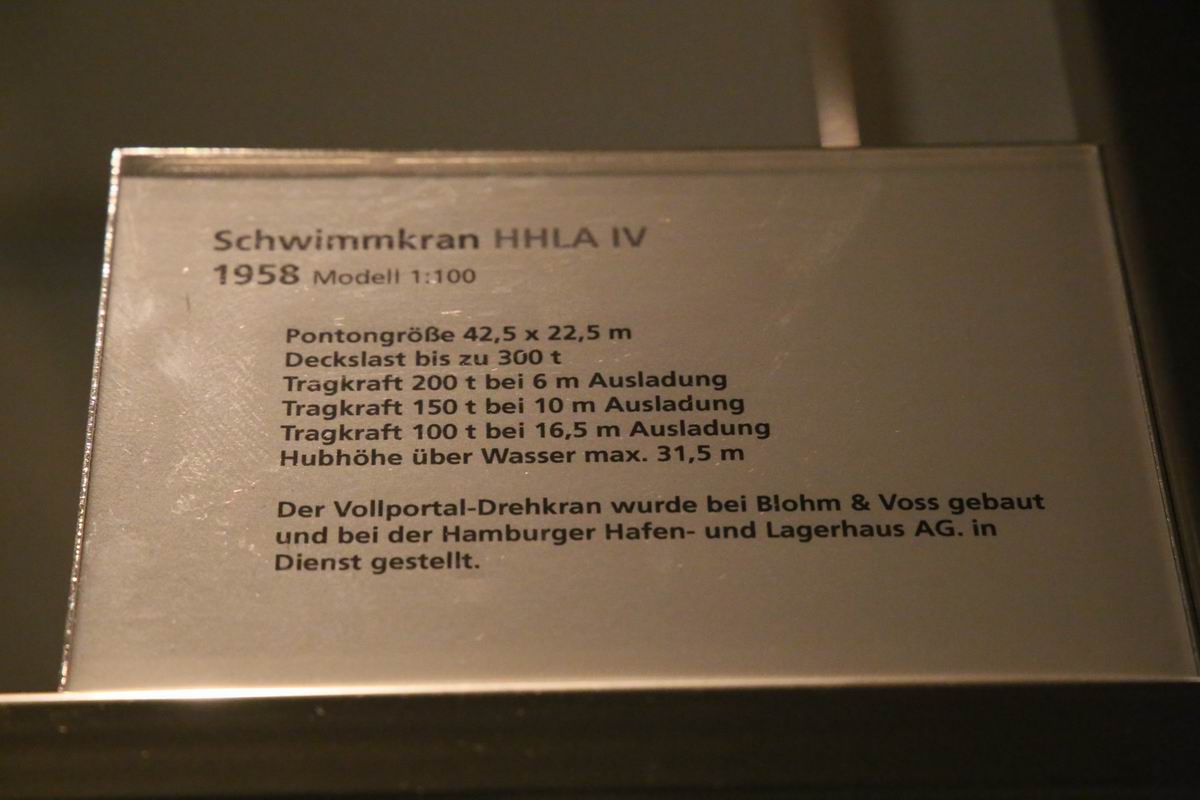 Schwimmkran HHLA IV
1958 Modell 1:100
Pontongröße 42,5 x 22,5 m
Deckslast bis zu 300 t
Tragkraft 200 t bei 6 m Ausladung
Tragkraft 150 t bei 10 m Ausladung
Tragkraft 100 t bei 16,5 m Ausladung
Hubhöhe über Wasser max. 31,5 m
Der Vollportal-Drehkran wurde bei Blohm & Voss gebaut
und bei der Hamburger Hafen- und Lagerhaus AG. in
Dienst gestellt.